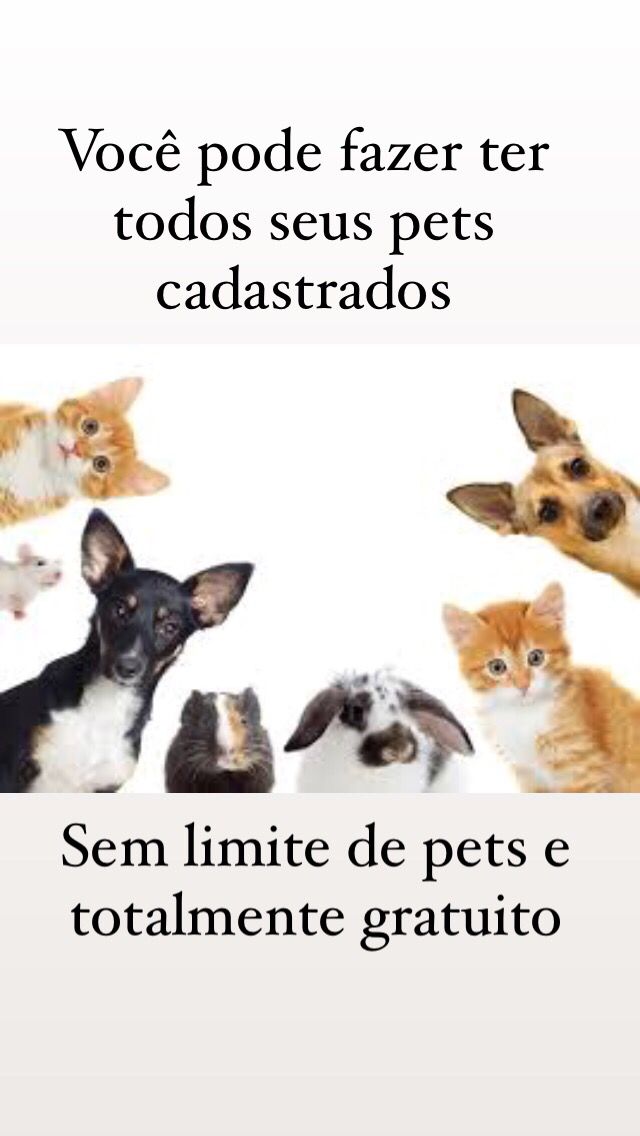 Você pode fazer ter
todos seus pets
cadastrados
Sem limite de pets e
totalmente gratuito